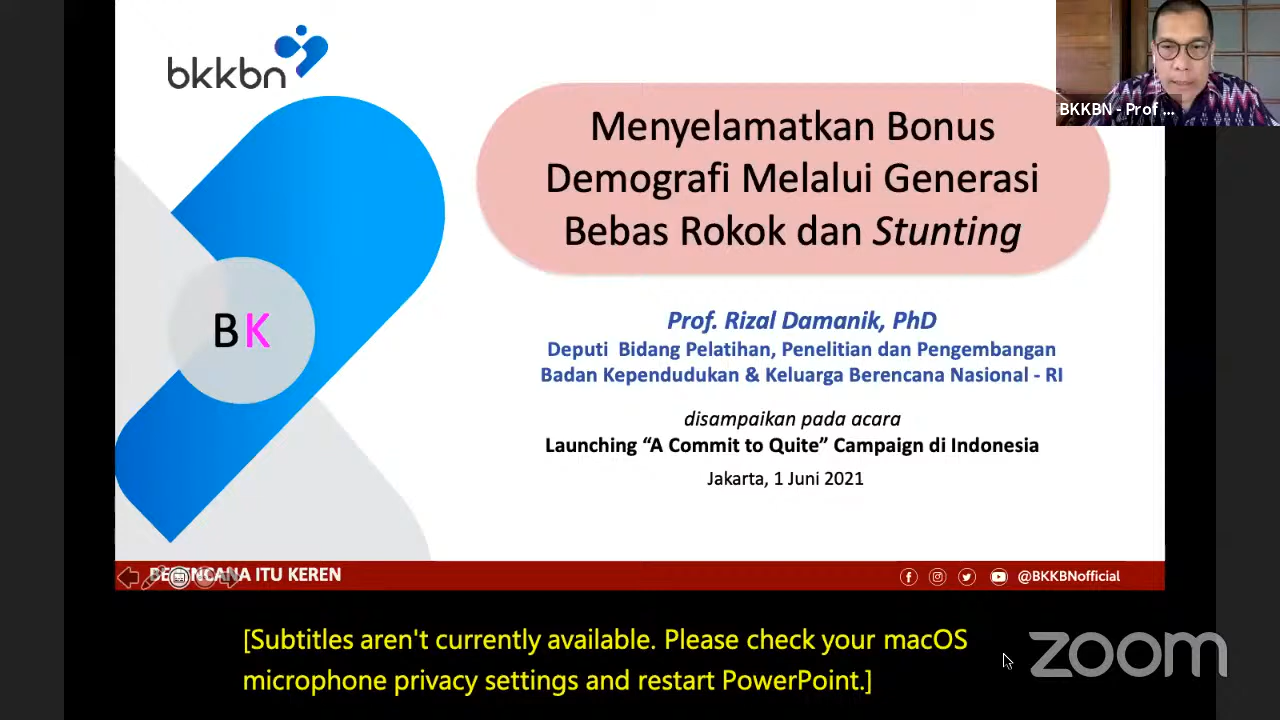 bkkbn
BKKBN - Prof ...
Menyelamatkan Bonus
Demografi Melalui Generasi
Bebas Rokok dan Stunting
BK
Prof. Rizal Damanik, PhD
Deputi Bidang Pelatihan, Penelitian dan Pengembangan
Badan Kependudukan & Keluarga Berencana Nasional - RI
disampaikan pada acara
Launching “A Commit to Quite” Campaign di Indonesia
Jakarta, 1 Juni 2021
BERENCANA ITU KEREN
@BKKBNofficial
[Subtitles aren't currently available. Please check your macOS
microphone privacy settings and restart PowerPoint.]
zoom